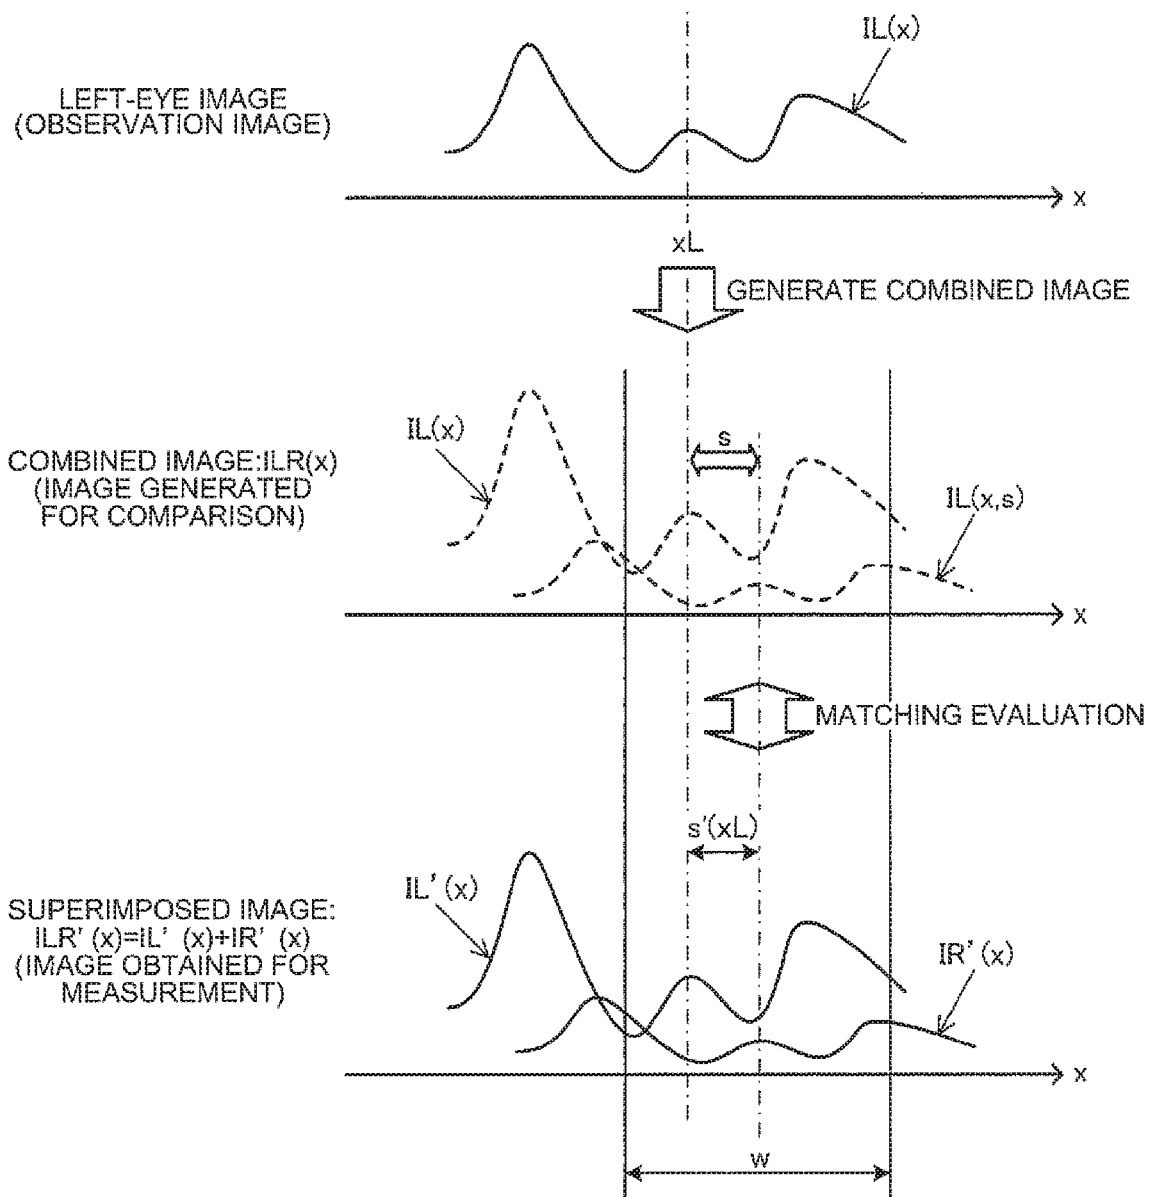 IL(x)
LEFT-EYE IMAGE
(OBSERVATION IMAGE)
x
xL
GENERATE COMBINED IMAGE
IL(x)
s
COMBINED IMAGE:ILR(x)
(IMAGE GENERATED
FOR COMPARISON)
IL(x,s)
x
MATCHING EVALUATION
s'(xL)
IL' (x)
SUPERIMPOSED IMAGE:
ILR' (x)=IL' (x)+IR' (x)
(IMAGE OBTAINED FOR
MEASUREMENT)
IR' (x)
x
w